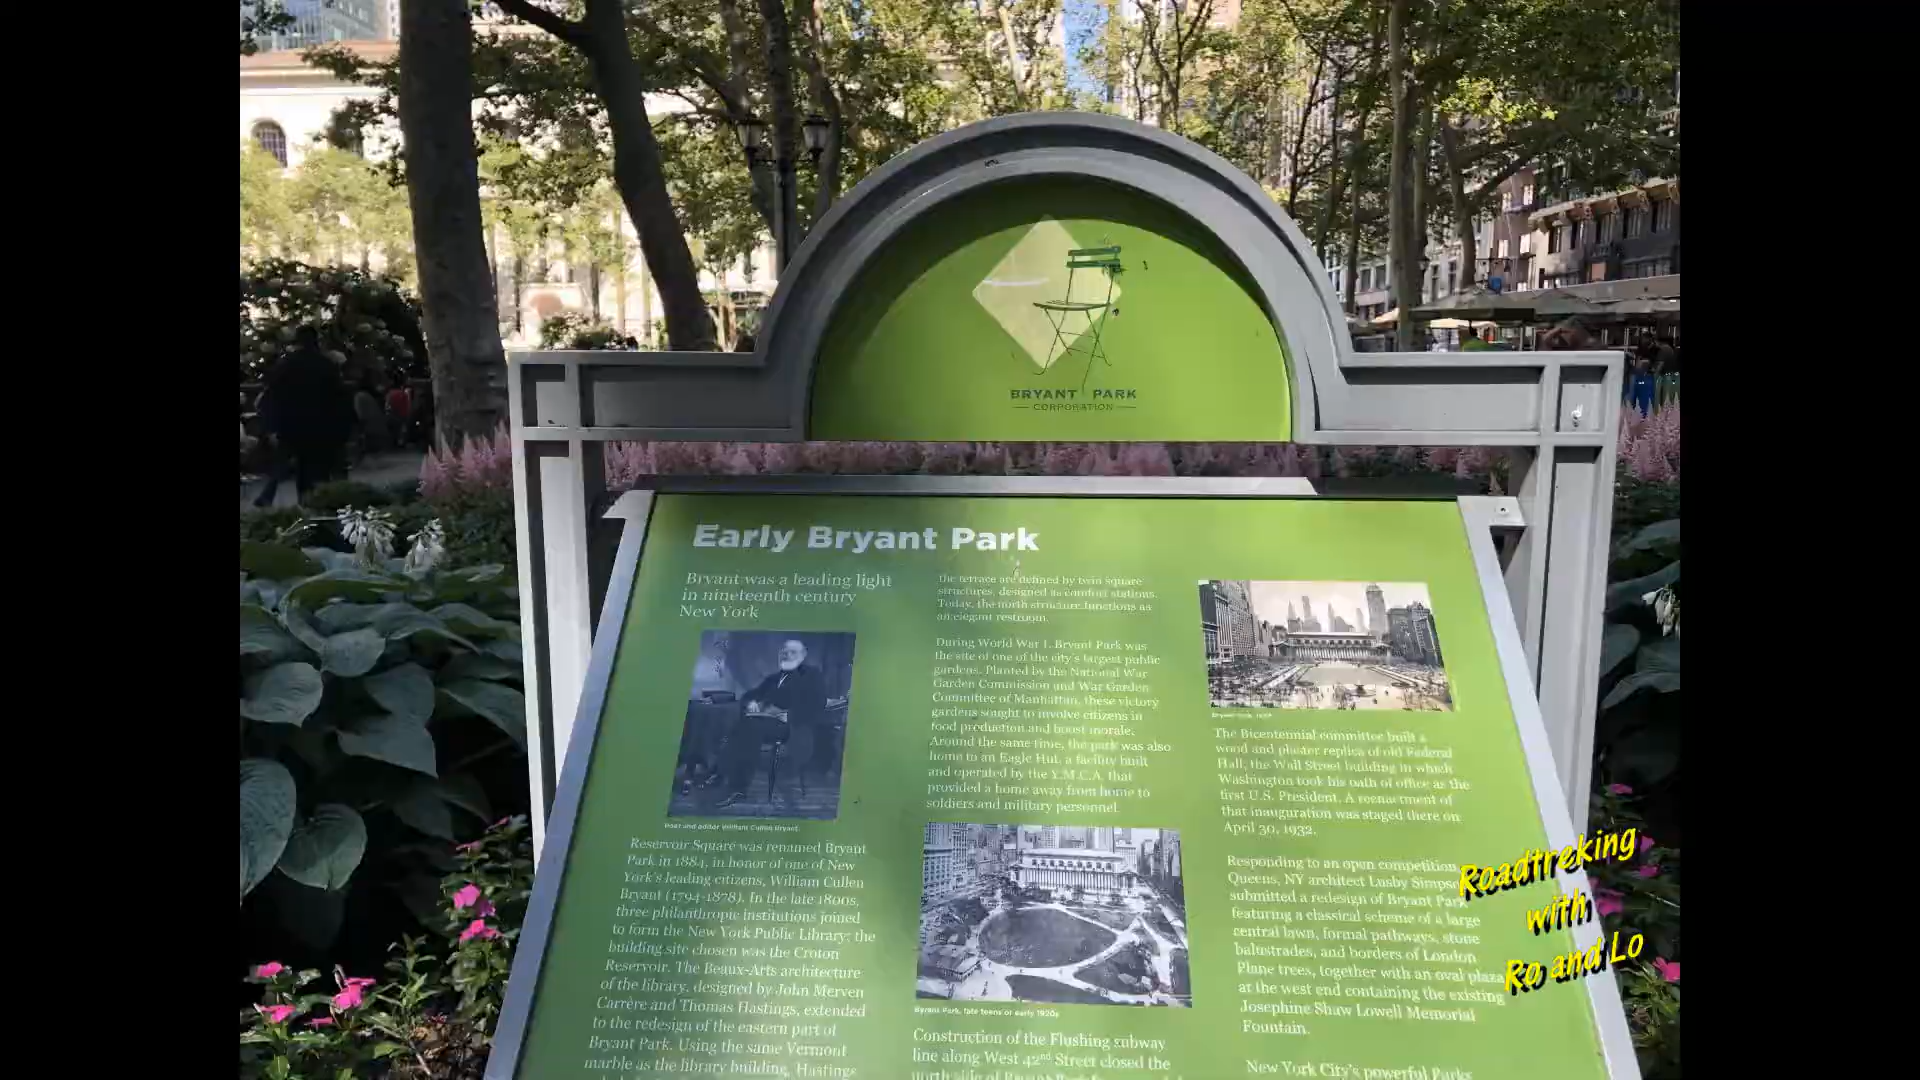 BRYANT PARK
CORPORATION
Early Bryant Park
Bryant was a leading light
in nineteenth century
New York
Poet and editor William Cullen Bryant.
Reservoir Square was renamed Bryant
Park in 1884, in honor of one of New
York's leading citizens, William Cullen
Bryant (1794-1878). In the late 1800s,
three philanthropic institutions joined
to form the New York Public Library; the
building site chosen was the Croton
Reservoir. The Beaux-Arts architecture
of the library, designed by John Merven
Carrère and Thomas Hastings, extended
to the redesign of the eastern part of
Bryant Park. Using the same Vermont
marble as the library building, Hastings
the terrace are defined by twin square
structures, designed as comfort stations.
Today, the north structure functions as
an elegant restroom.
During World War I, Bryant Park was
the site of one of the city's largest public
gardens. Planted by the National War
Garden Commission and War Garden
Committee of Manhattan, these victory
gardens sought to involve citizens in
food production and boost morale.
Around the same time, the park was also
home to an Eagle Hut, a facility built
and operated by the Y.M.C.A. that
provided a home away from home to
soldiers and military personnel.
Bryant Park, late teens or early 1920s
Construction of the Flushing subway
line along West 42nd Street closed the
north side of Bryant Park
The Bicentennial committee built a
wood and plaster replica of old Federal
Hall, the Wall Street building in which
Washington took his oath of office as the
first U.S. President. A reenactment of
that inauguration was staged there on
April 30, 1932.
Responding to an open competition,
Queens, NY architect Lusby Simpson
submitted a redesign of Bryant Park
featuring a classical scheme of a large
central lawn, formal pathways, stone
balustrades, and borders of London
Plane trees, together with an oval plaza
at the west end containing the existing
Josephine Shaw Lowell Memorial
Fountain.
New York City's powerful Parks
Roadtreking
with
Ro and Lo